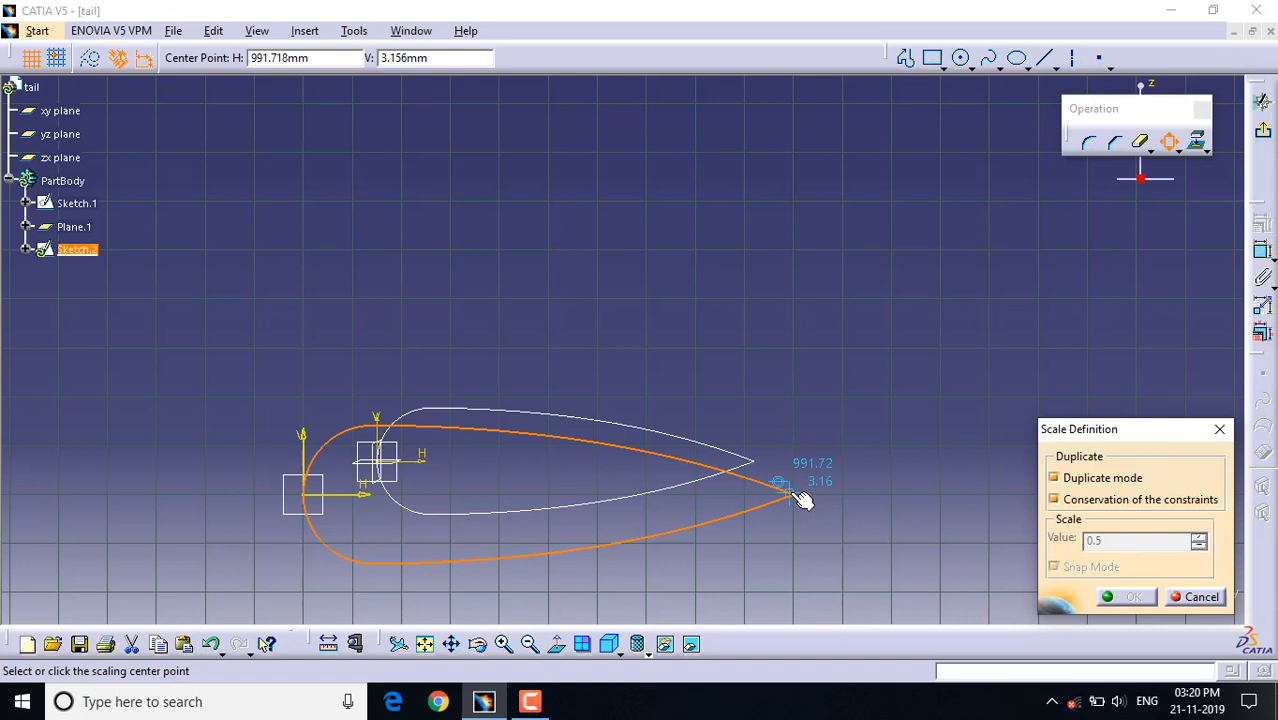 CATIA V5 - [tail]
Start ENOVIA V5 VPM File Edit View Insert Tools Window Help
Center Point: H: 991.718mm V: 3.156mm
tail
xy plane
yz plane
zx plane
PartBody
Sketch.1
Plane.1
Sketch.2
z
Operation
V
H
V
H
991.72
3.16
Scale Definition
Duplicate
Duplicate mode
Conservation of the constraints
Scale
Value: 0.5
Snap Mode
OK Cancel
CATIA
Select or click the scaling center point
Type here to search
ENG
03:20 PM
21-11-2019